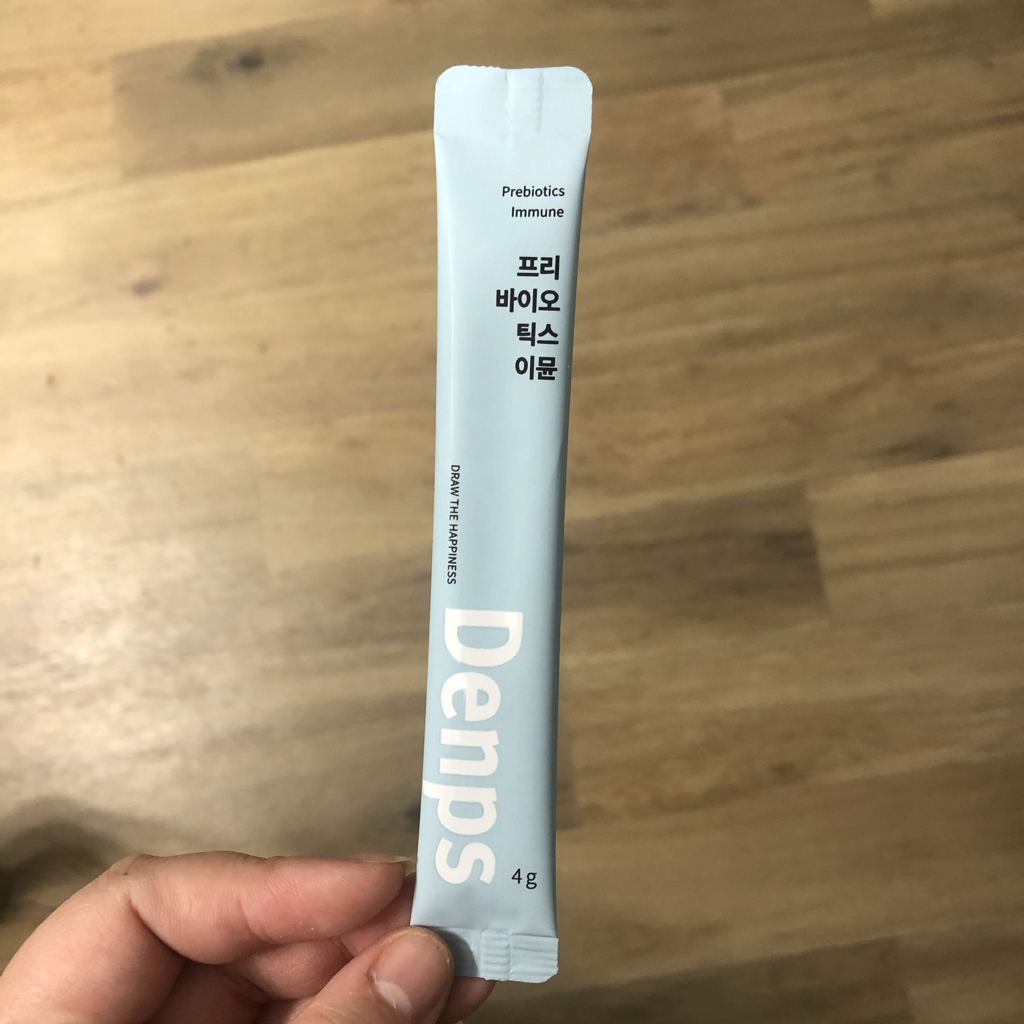 Prebiotics
Immune
프리
바이오
틱스
이뮨
DRAW THE HAPPINESS
Denps
4g